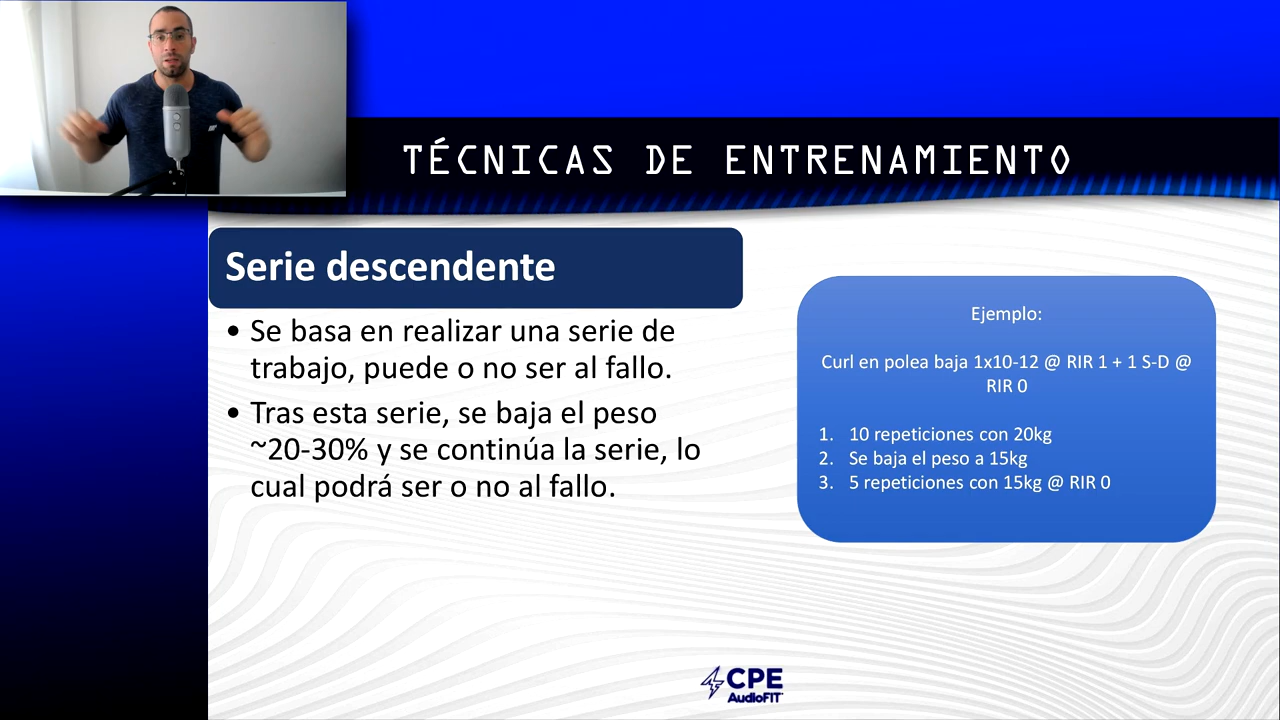 TÉCNICAS DE ENTRENAMIENTO
Serie descendente
• Se basa en realizar una serie de
trabajo, puede o no ser al fallo.
• Tras esta serie, se baja el peso
~20-30% y se continúa la serie, lo
cual podrá ser o no al fallo.
Ejemplo:
Curl en polea baja 1x10-12 @ RIR 1 + 1 S-D @
RIR 0
1. 10 repeticiones con 20kg
2. Se baja el peso a 15kg
3. 5 repeticiones con 15kg @ RIR 0
CPE
AudioFIT